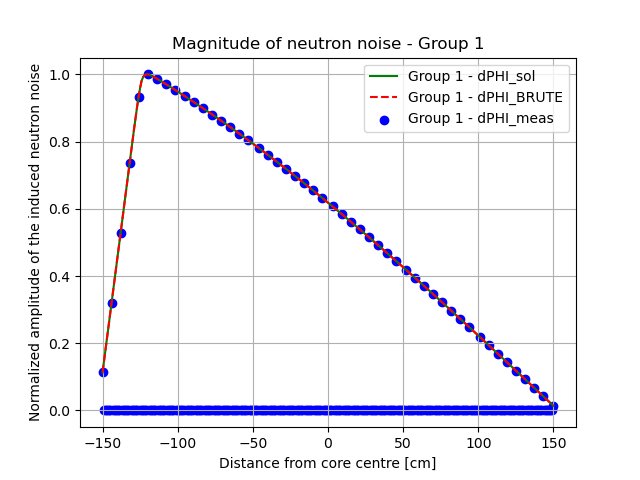 Magnitude of neutron noise - Group 1
Normalized amplitude of the induced neutron noise
1.0
0.8
0.6
0.4
0.2
0.0
Group 1 - dPHI_sol
Group 1 - dPHI_BRUTE
Group 1 - dPHI_meas
−150
−100
−50
0
50
100
150
Distance from core centre [cm]